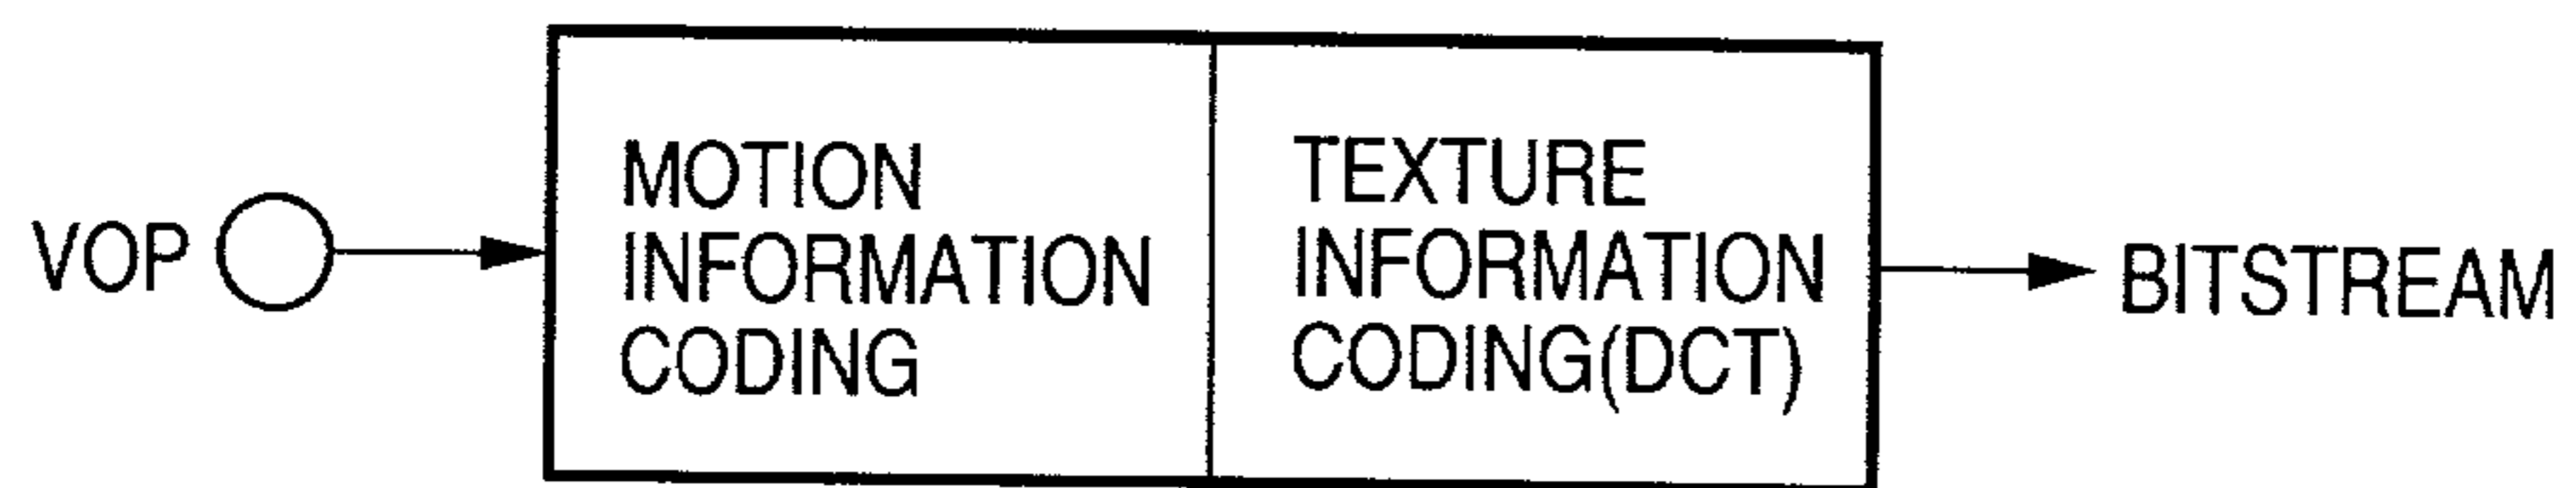 VOP
MOTION
INFORMATION
CODING
TEXTURE
INFORMATION
CODING(DCT)
BITSTREAM